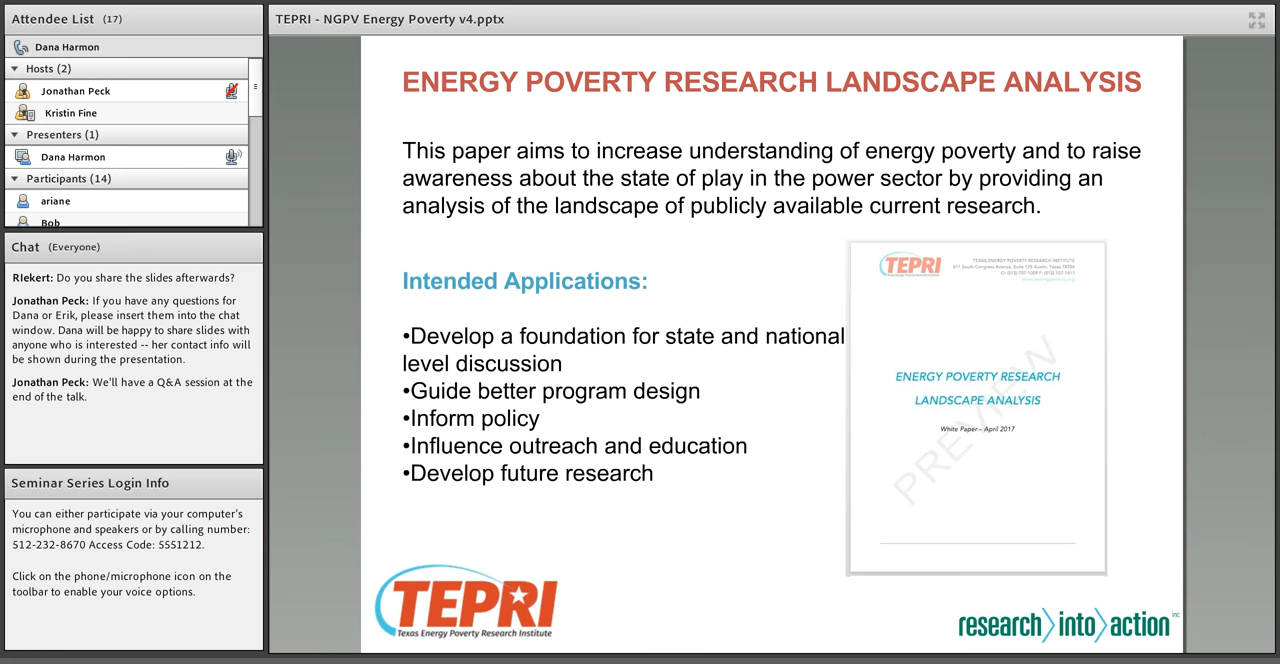 Attendee List (17)
Dana Harmon
Hosts (2)
Jonathan Peck
Kristin Fine
Presenters (1)
Dana Harmon
Participants (14)
ariane
Bob
Chat (Everyone)
RIekert: Do you share the slides afterwards?
Jonathan Peck: If you have any questions for
Dana or Erik, please insert them into the chat
window. Dana will be happy to share slides with
anyone who is interested -- her contact info will
be shown during the presentation.
Jonathan Peck: We'll have a Q&A session at the
end of the talk.
Seminar Series Login Info
You can either participate via your computer's
microphone and speakers or by calling number:
512-232-8670 Access Code: 5551212.
Click on the phone/microphone icon on the
toolbar to enable your voice options.
TEPRI - NGPV Energy Poverty v4.pptx
ENERGY POVERTY RESEARCH LANDSCAPE ANALYSIS
This paper aims to increase understanding of energy poverty and to raise
awareness about the state of play in the power sector by providing an
analysis of the landscape of publicly available current research.
Intended Applications:
•Develop a foundation for state and national
level discussion
•Guide better program design
•Inform policy
•Influence outreach and education
•Develop future research
TEPRI
TEXAS ENERGY POVERTY RESEARCH INSTITUTE
ENERGY POVERTY RESEARCH
LANDSCAPE ANALYSIS
White Paper – April 2017
PREVIEW
TEPRI
Texas Energy Poverty Research Institute
research into action inc